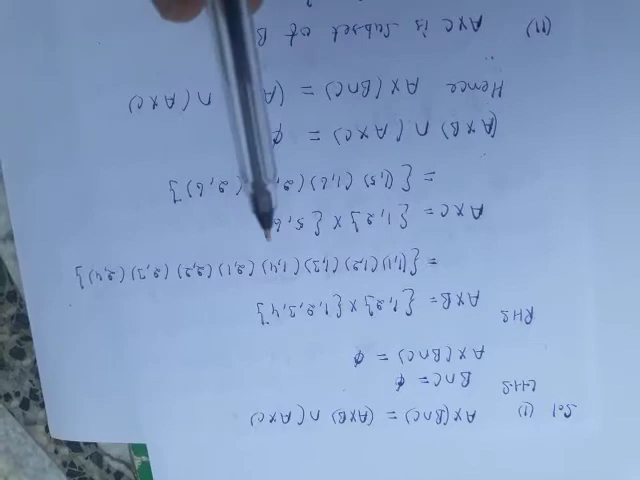 Sol (i) A×(B∩C) = (A×B) ∩ (A×C)
LHS B∩C = φ
A×(B∩C) = φ
RHS A×B = {1,2} × {1,2,3,4}
= {(1,1) (1,2) (1,3) (1,4) (2,1) (2,2) (2,3) (2,4)}
A×C = {1,2} × {5,6
= {(1,5) (1,6) (2, (2,6)}
(A×B) ∩ (A×C) = φ
Hence A×(B∩C) = (A ∩ (A×C)
(ii) A×C is subset of B